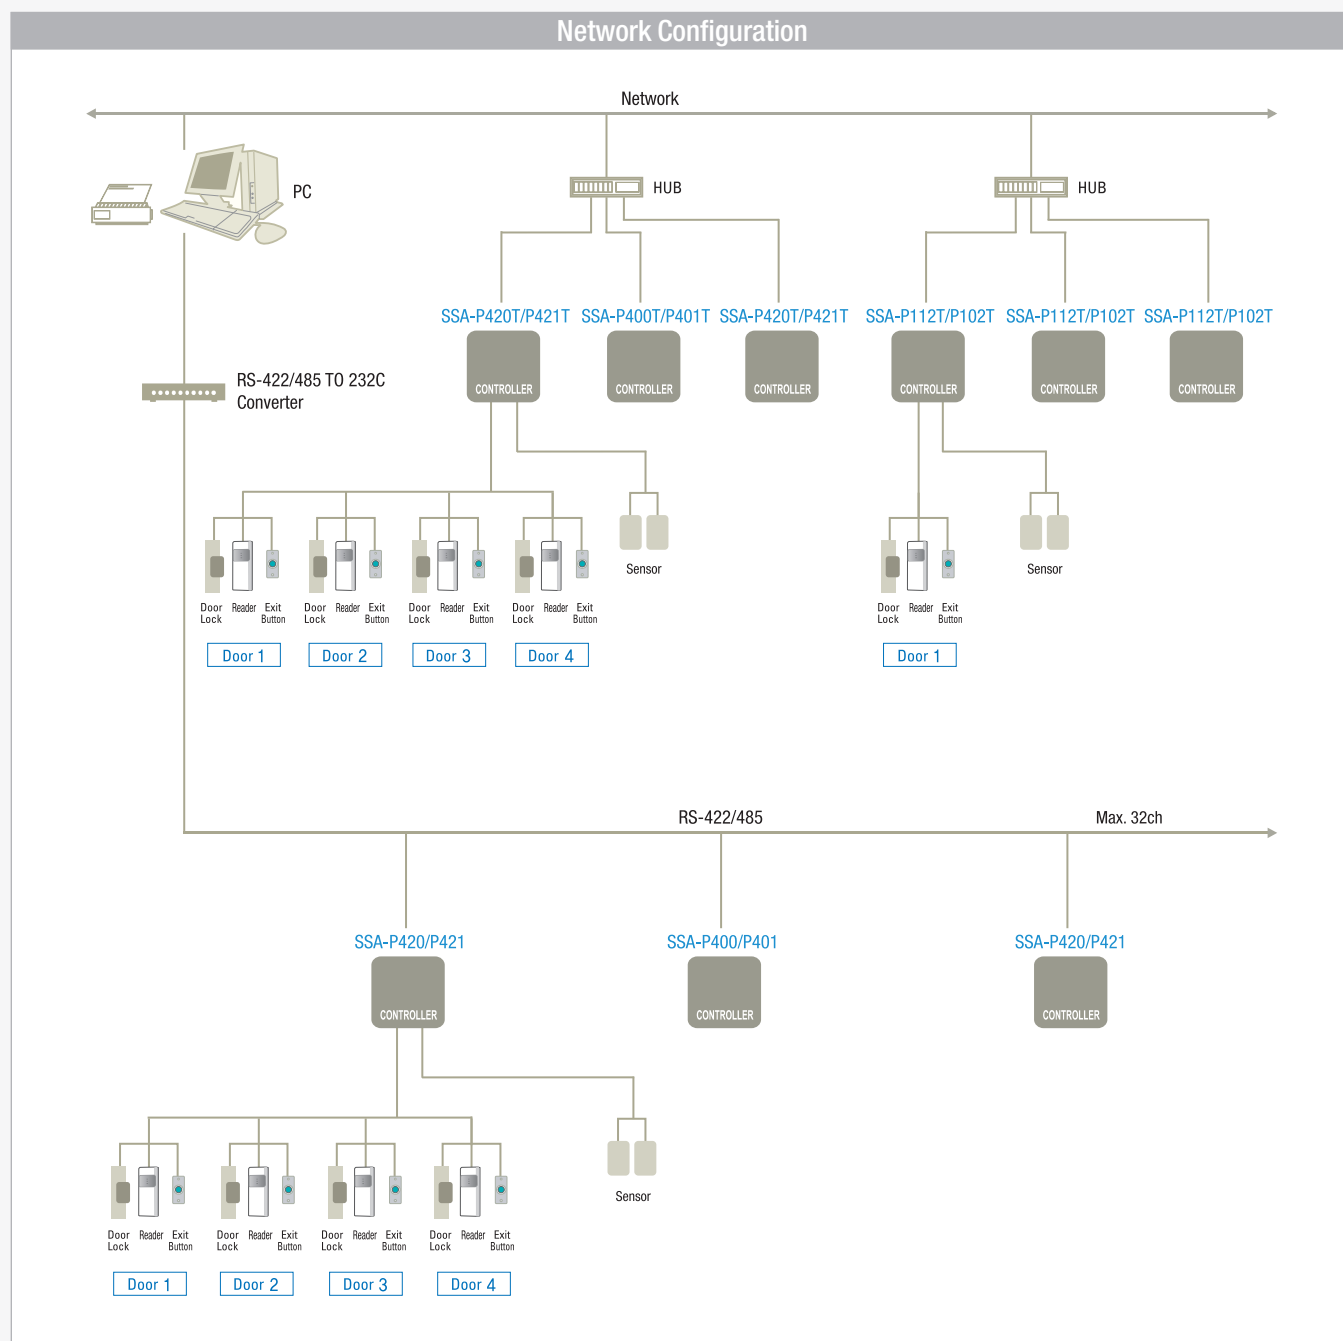 Network Configuration
Network
PC
HUB
HUB
SSA-P420T/P421T SSA-P400T/P401T SSA-P420T/P421T SSA-P112T/P102T SSA-P112T/P102T SSA-P112T/P102T
CONTROLLER CONTROLLER CONTROLLER CONTROLLER CONTROLLER CONTROLLER
RS-422/485 TO 232C
Converter
Sensor
Sensor
Door Lock Reader Exit Button Door Lock Reader Exit Button Door Lock Reader Exit Button Door Lock Reader Exit Button Door Lock Reader Exit Button
Door 1 Door 2 Door 3 Door 4 Door 1
RS-422/485
Max. 32ch
SSA-P420/P421 SSA-P400/P401 SSA-P420/P421
CONTROLLER CONTROLLER CONTROLLER
Sensor
Door Lock Reader Exit Button Door Lock Reader Exit Button Door Lock Reader Exit Button Door Lock Reader Exit Button
Door 1 Door 2 Door 3 Door 4